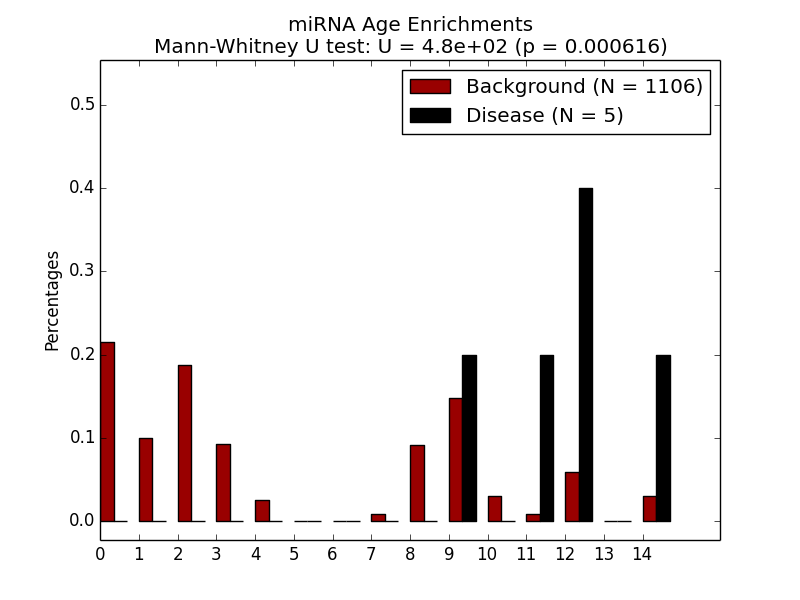 miRNA Age Enrichments
Mann-Whitney U test: U = 4.8e+02 (p = 0.000616)
Background (N = 1106)
Disease (N = 5)
Percentages
0.5
0.4
0.3
0.2
0.1
0.0
0 1 2 3 4 5 6 7 8 9 10 11 12 13 14